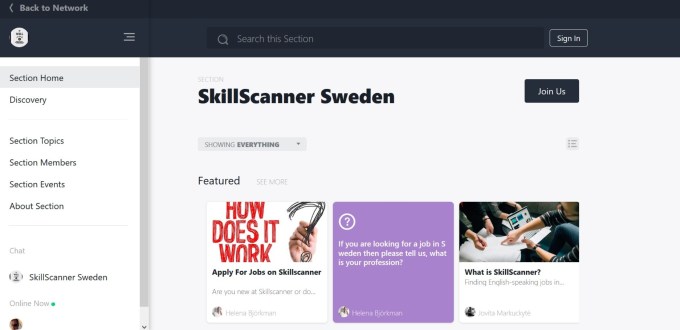 Back to Network
Search this Section
Sign In
Section Home
Discovery
Section Topics
Section Members
Section Events
About Section
Chat
SkillScanner Sweden
Online Now
SECTION
SkillScanner Sweden
Join Us
SHOWING EVERYTHING
Featured
SEE MORE
HOW
DOES IT
WORK
Apply For Jobs on Skillscanner
Are you new at Skillscanner or do...
Helena Björkman
If you are looking for a job in S
weden then please tell us, what
is your profession?
Helena Björkman
What is SkillScanner?
Finding English-speaking jobs in...
Jovita Markuckytė